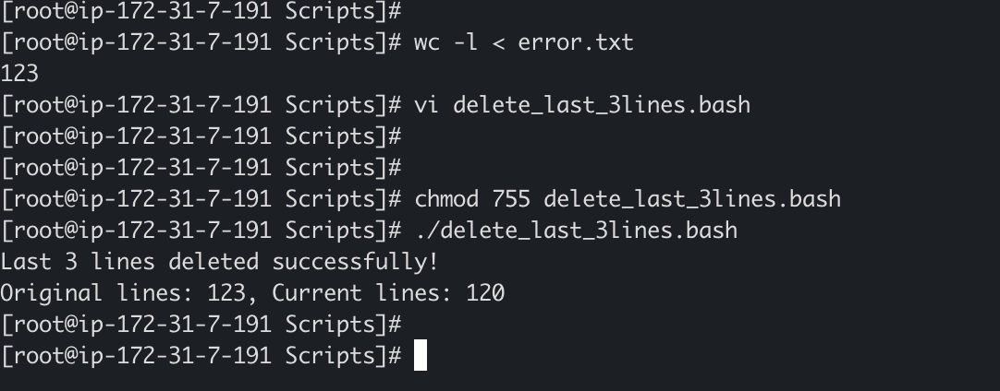 [root@ip-172-31-7-191 Scripts]#
[root@ip-172-31-7-191 Scripts]# wc -l < error.txt
123
[root@ip-172-31-7-191 Scripts]# vi delete_last_3lines.bash
[root@ip-172-31-7-191 Scripts]#
[root@ip-172-31-7-191 Scripts]#
[root@ip-172-31-7-191 Scripts]# chmod 755 delete_last_3lines.bash
[root@ip-172-31-7-191 Scripts]# ./delete_last_3lines.bash
Last 3 lines deleted successfully!
Original lines: 123, Current lines: 120
[root@ip-172-31-7-191 Scripts]#
[root@ip-172-31-7-191 Scripts]#